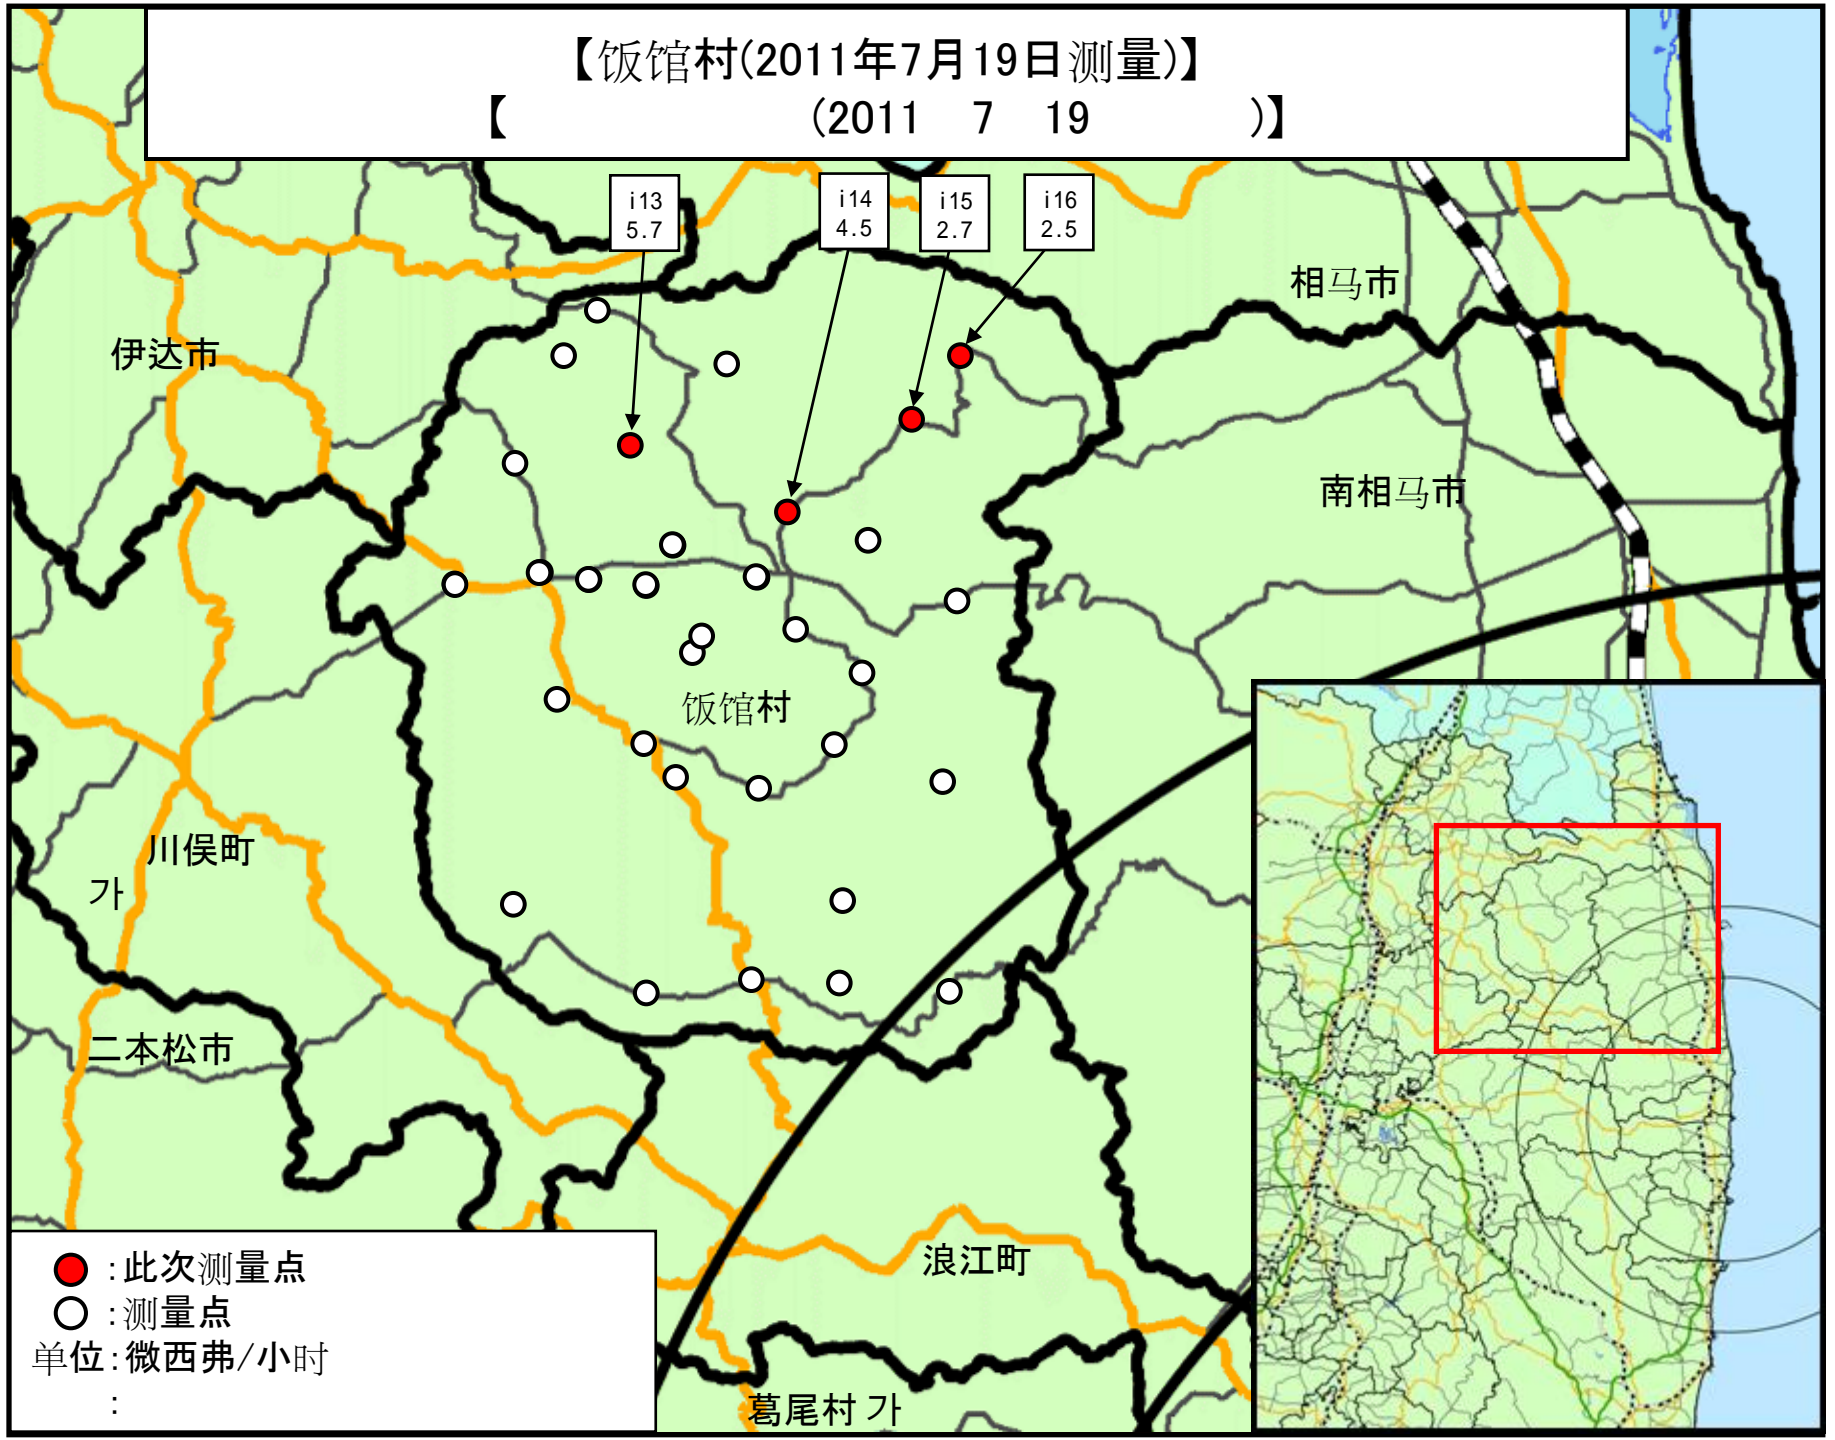 【饭馆村(2011年7月19日测量)】
【 (2011 7 19 )】
i13
5.7
i14
4.5
i15
2.7
i16
2.5
相马市
伊达市
南相马市
饭馆村
川俣町
가
二本松市
浪江町
葛尾村 가
:此次测量点
:测量点
单位:微西弗/小时
: